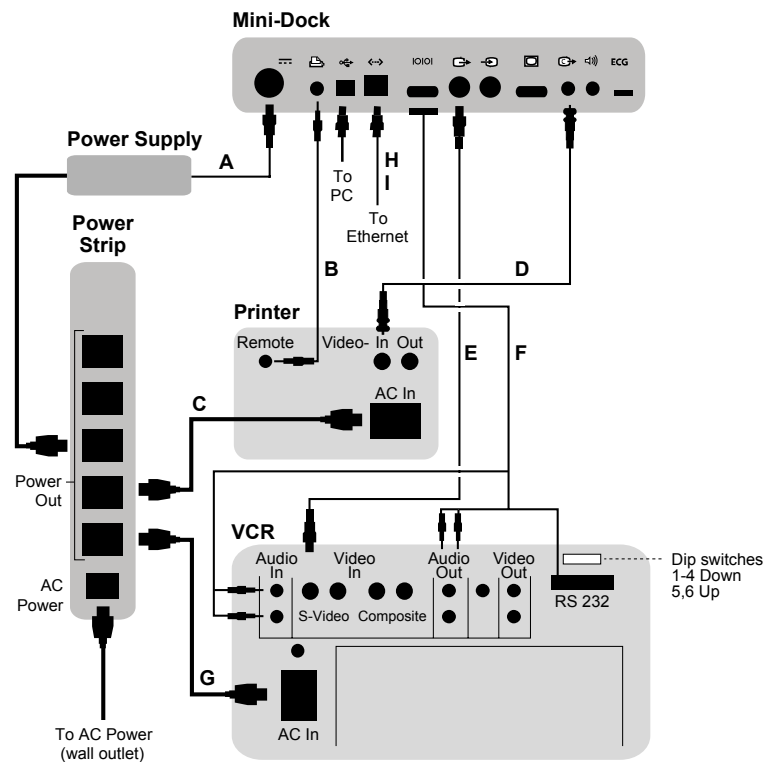 Mini-Dock
IOIOI
ECG
Power Supply
A
To
PC
H
I
To
Ethernet
Power
Strip
B
D
Printer
Remote
Video-
In
Out
E
F
AC In
C
Power
Out
VCR
Audio
In
Video
In
Audio
Out
Video
Out
Dip switches
1-4 Down
5,6 Up
AC
Power
RS 232
S-Video
Composite
G
AC In
To AC Power
(wall outlet)